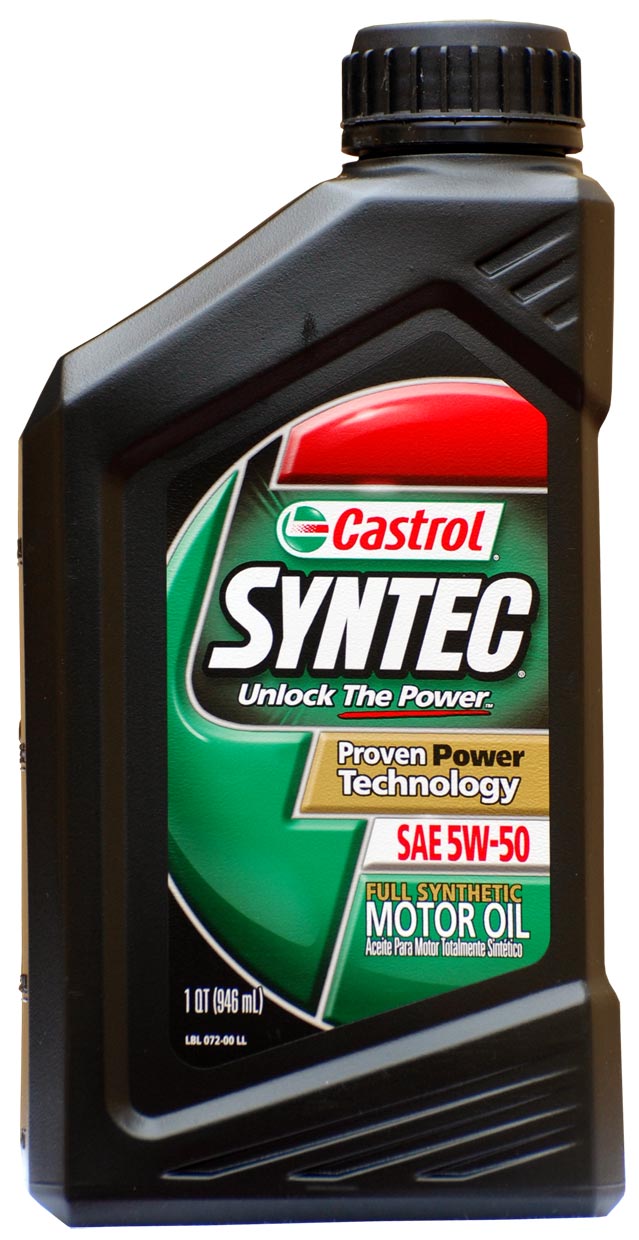 Castrol®
SYNTEC®
Unlock The Power™
Proven Power
Technology
SAE 5W-50
FULL SYNTHETIC
MOTOR OIL
Aceite Para Motor Totalmente Sintético
1 QT (946 mL)
LBL 072-00 LL